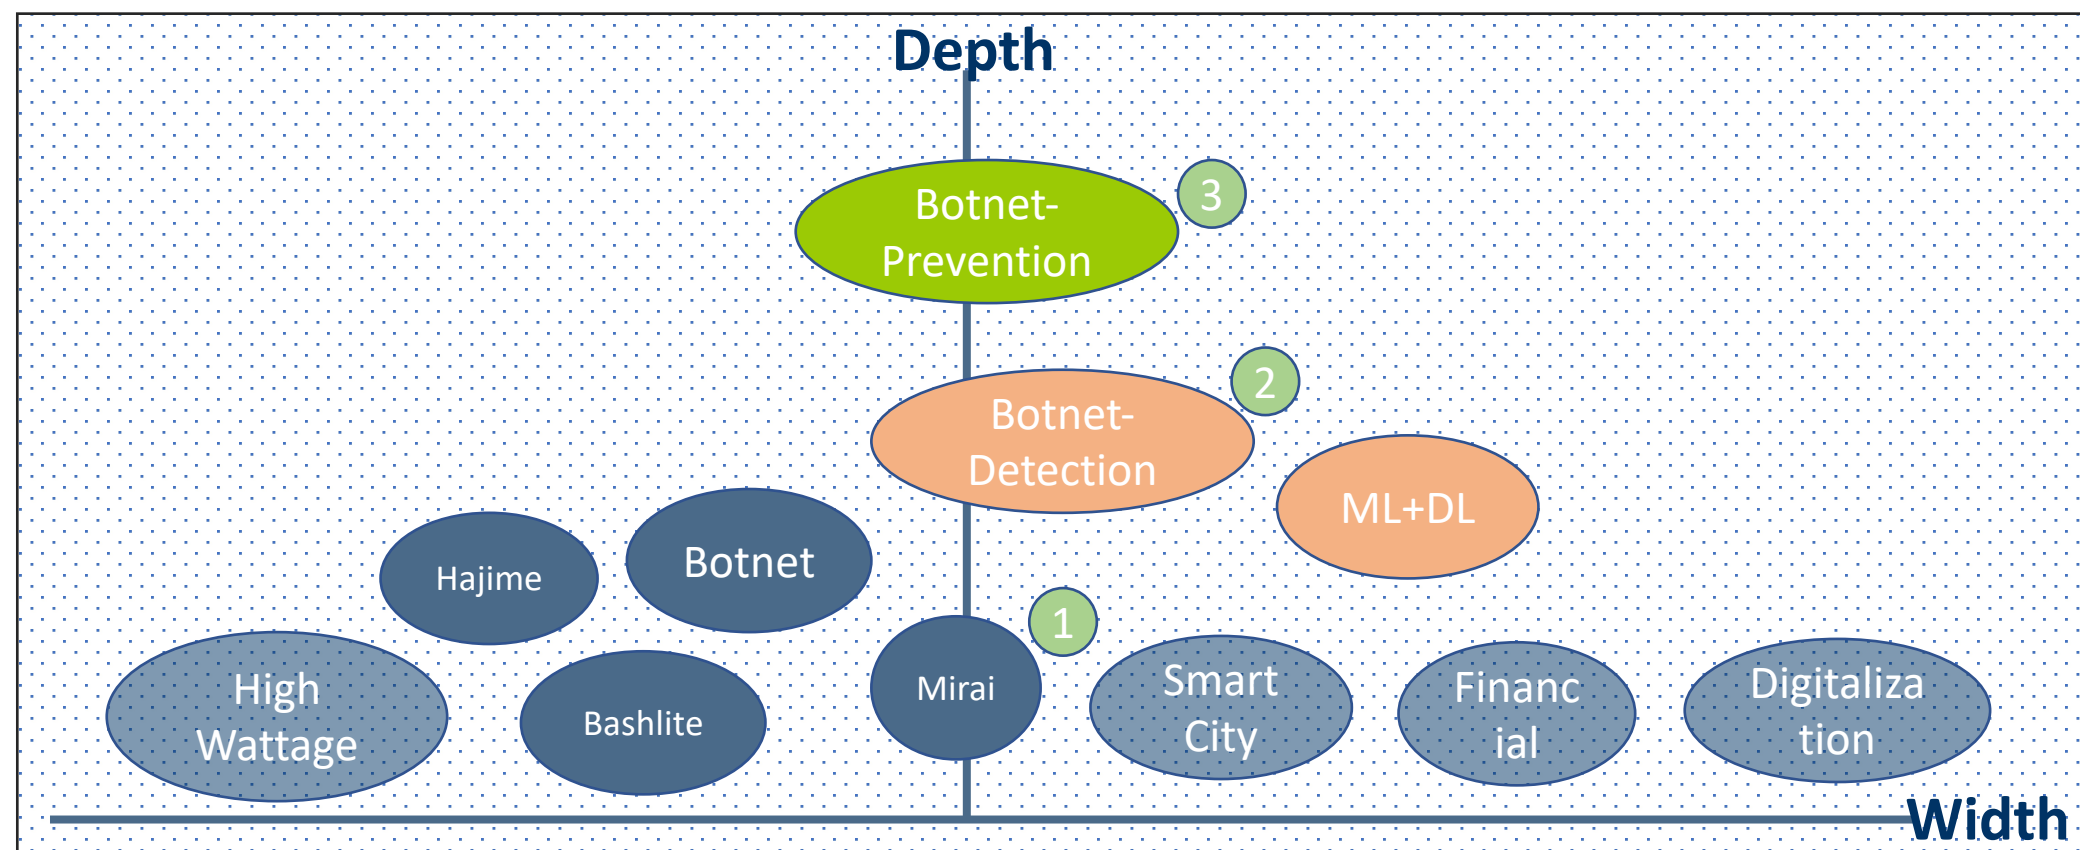 Depth
Botnet-
Prevention
3
Botnet-
Detection
2
ML+DL
Hajime
Botnet
1
High
Wattage
Bashlite
Mirai
Smart
City
Financ
ial
Digitaliza
tion
Width